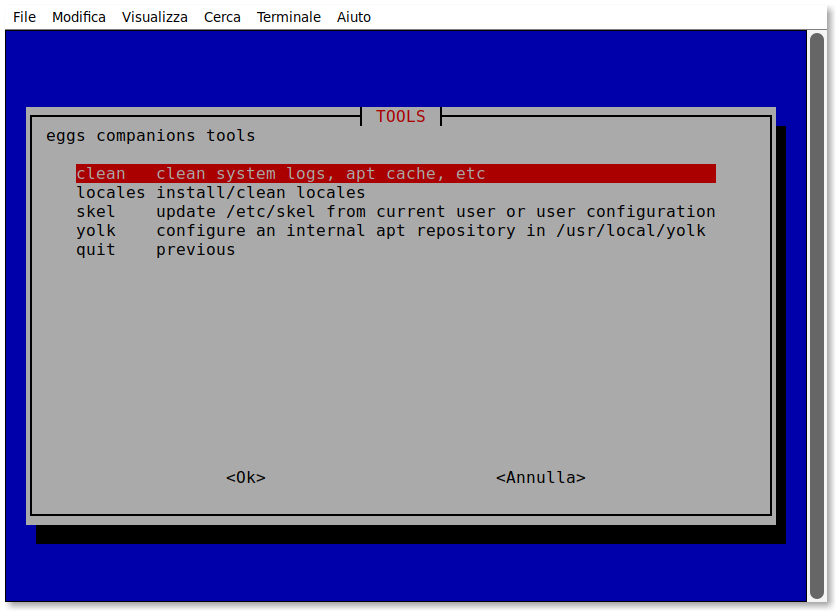 File Modifica Visualizza Cerca Terminale Aiuto
TOOLS
eggs companions tools
clean clean system logs, apt cache, etc
locales install/clean locales
skel update /etc/skel from current user or user configuration
yolk configure an internal apt repository in /usr/local/yolk
quit previous
<Ok> <Annulla>